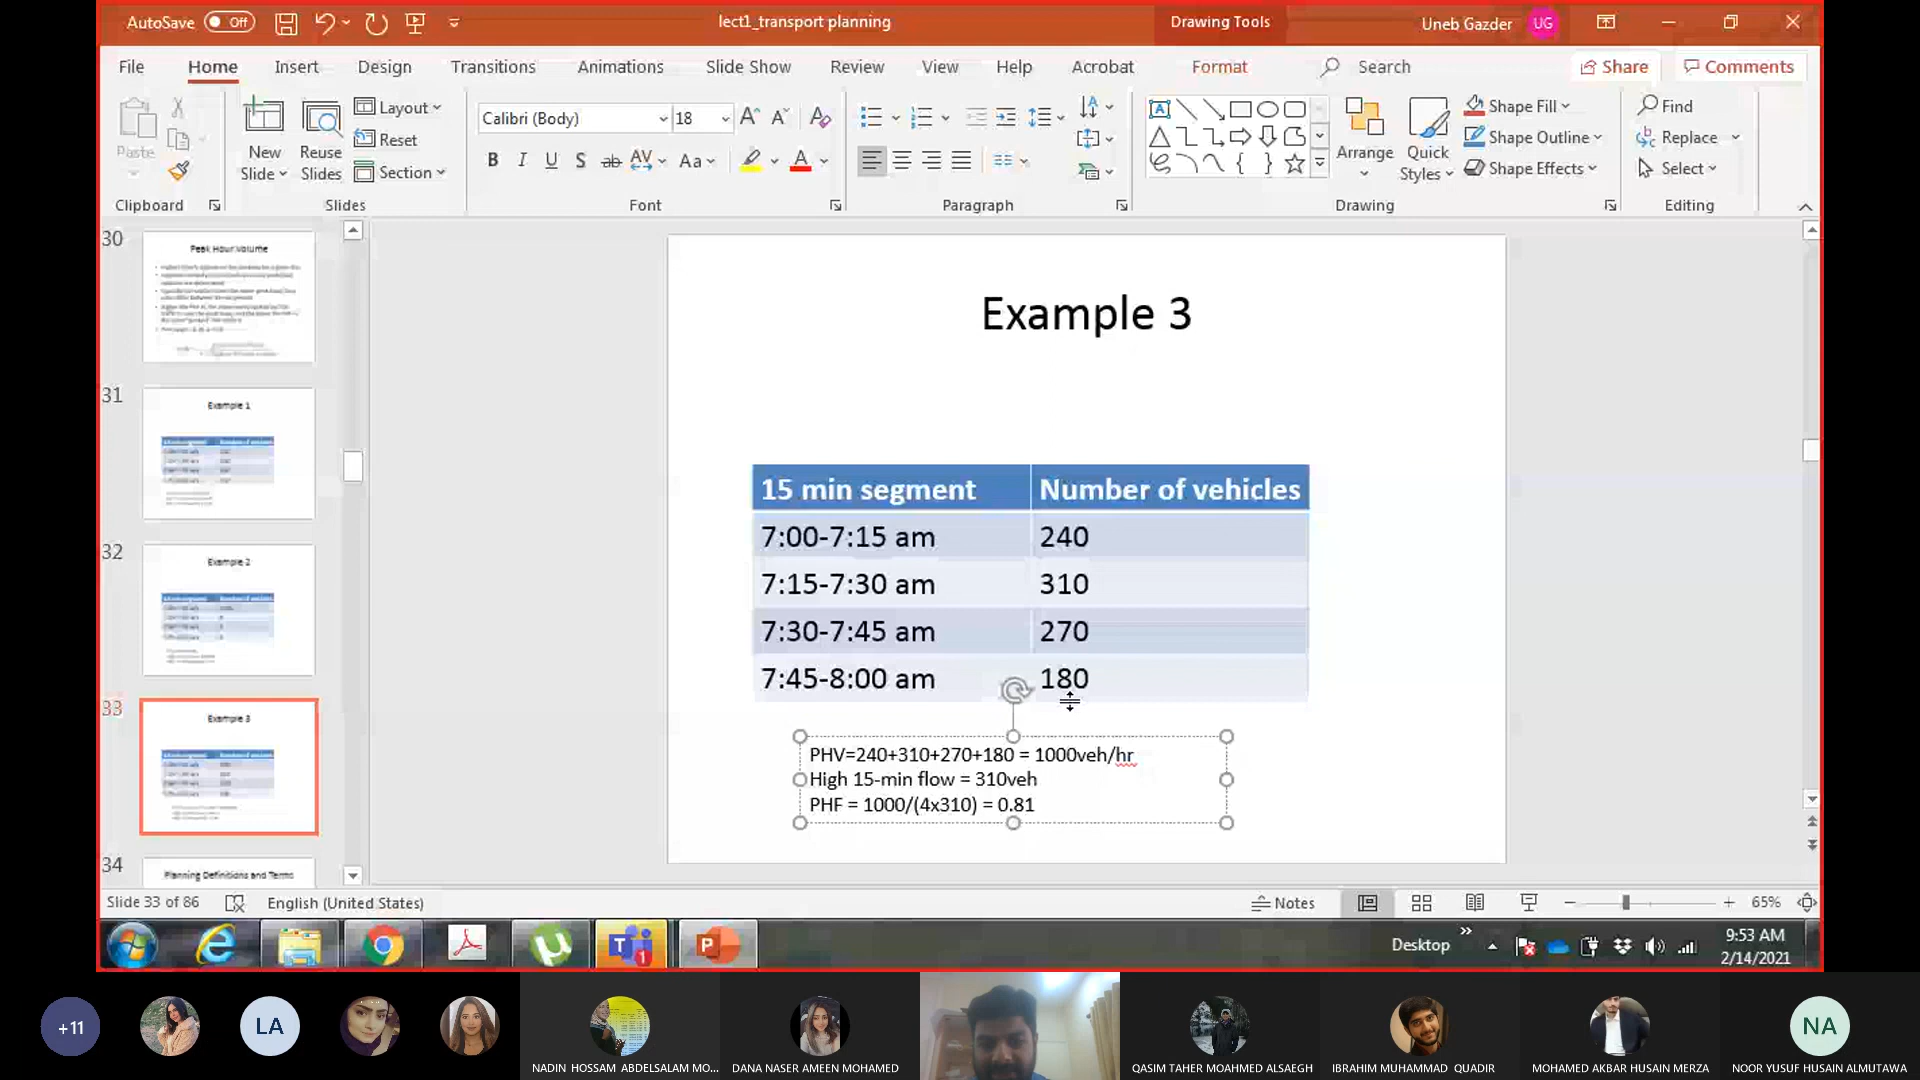 AutoSave Off
lect1_transport planning
Drawing Tools
Uneb Gazder UG
File Home Insert Design Transitions Animations Slide Show Review View Help Acrobat Format Search Share Comments
Paste
New Slide
Reuse Slides
Layout
Reset
Section
Calibri (Body) 18
B I U S ab AV Aa A
Arrange
Quick Styles
Shape Fill
Shape Outline
Shape Effects
Find
Replace
Select
Clipboard Slides Font Paragraph Drawing Editing
30
Peak Hour Volume
31
Example 1
32
Example 2
33
Example 3
34
Planning Definitions and Terms
Example 3
15 min segment Number of vehicles
7:00-7:15 am 240
7:15-7:30 am 310
7:30-7:45 am 270
7:45-8:00 am 180
PHV=240+310+270+180 = 1000veh/hr
High 15-min flow = 310veh
PHF = 1000/(4x310) = 0.81
Slide 33 of 86 English (United States) Notes 65%
Desktop
9:53 AM
2/14/2021
+11
LA
NADIN HOSSAM ABDELSALAM MO...
DANA NASER AMEEN MOHAMED
QASIM TAHER MOAHMED ALSAEGH
IBRAHIM MUHAMMAD QUADIR
MOHAMED AKBAR HUSAIN MERZA
NA
NOOR YUSUF HUSAIN ALMUTAWA